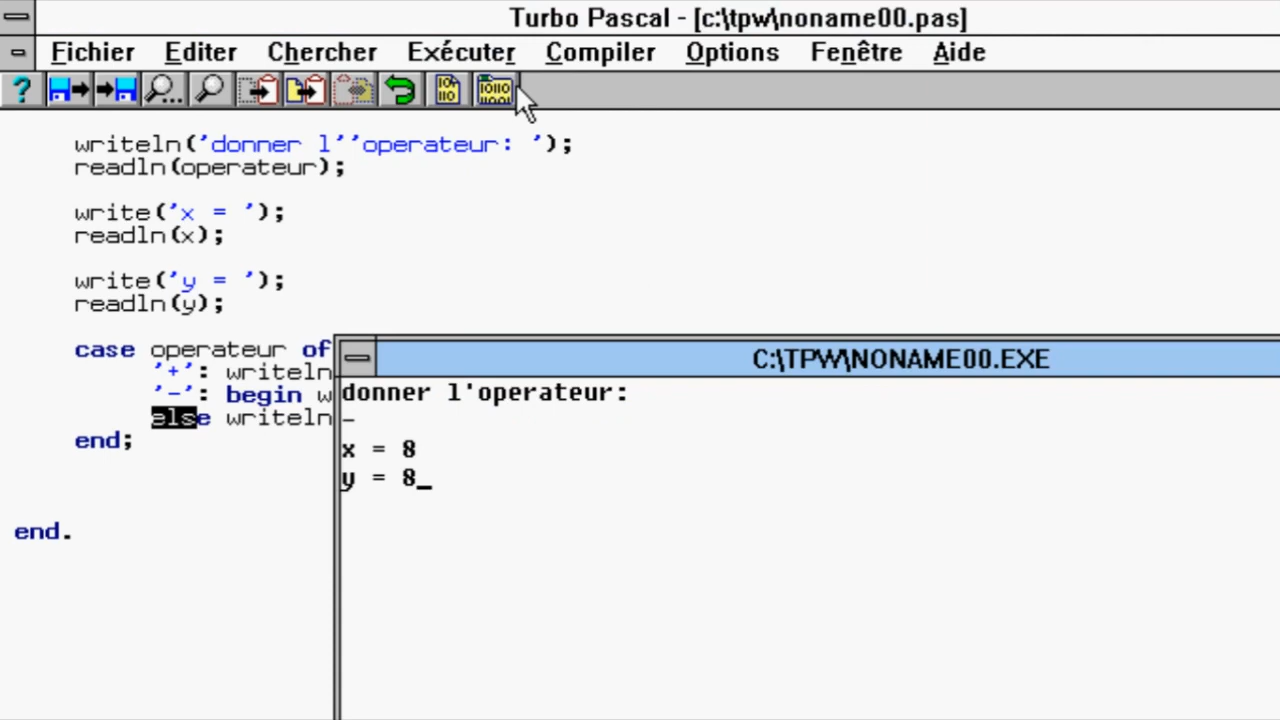 Turbo Pascal - [c:\tpw\noname00.pas]
Fichier Editer Chercher Exécuter Compiler Options Fenêtre Aide
writeln('donner l''operateur: ');
readln(operateur);
write('x = ');
readln(x);
write('y = ');
readln(y);
case operateur of
'+': writeln
'-': begin w
else writeln
end;
end.
C:\TPW\NONAME00.EXE
donner l'operateur:
-
x = 8
y = 8_